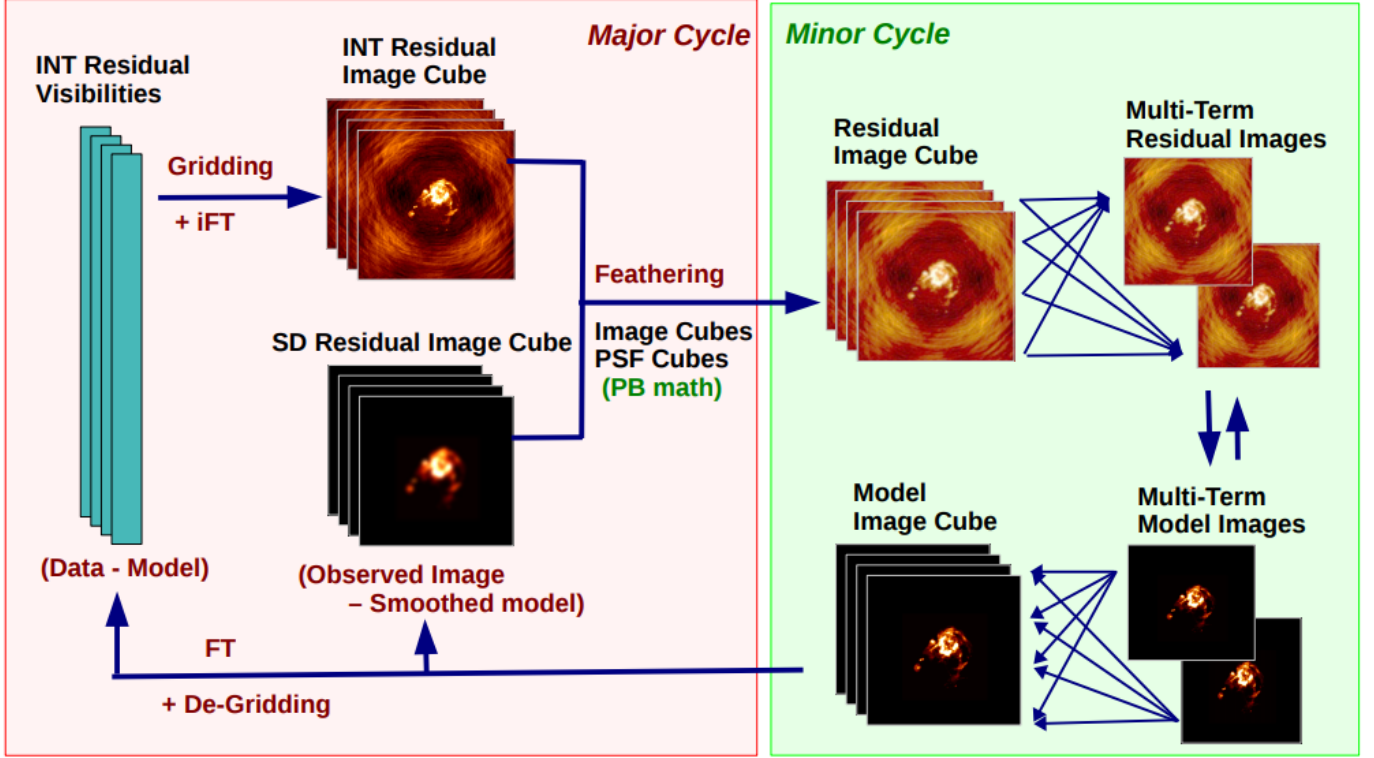 Major Cycle
INT Residual
Visibilities
INT Residual
Image Cube
Gridding
+ iFT
SD Residual Image Cube
Feathering
Image Cubes
PSF Cubes
(PB math)
(Data - Model)
(Observed Image
– Smoothed model)
FT
+ De-Gridding
Minor Cycle
Residual
Image Cube
Multi-Term
Residual Images
Model
Image Cube
Multi-Term
Model Images